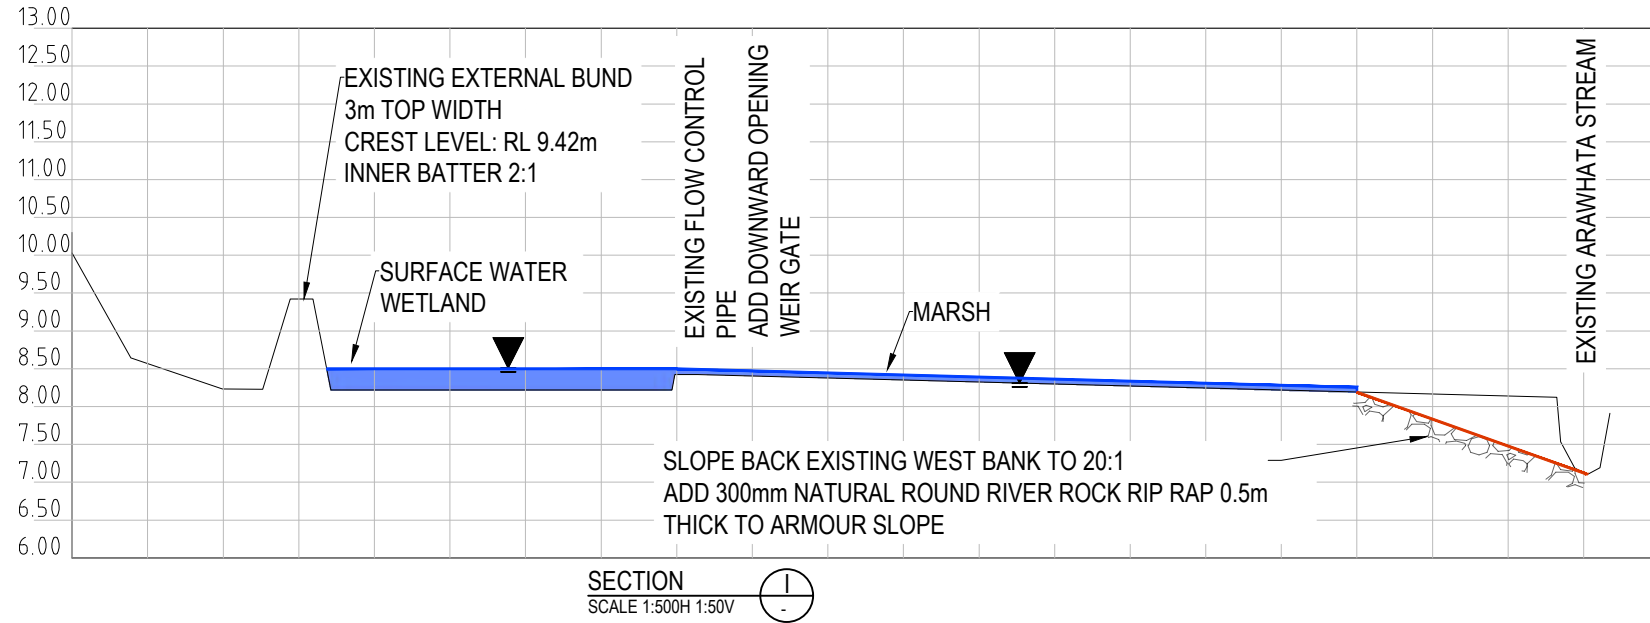 13.00
12.50
12.00
11.50
11.00
10.50
10.00
9.50
9.00
8.50
8.00
7.50
7.00
6.50
6.00
EXISTING EXTERNAL BUND
3m TOP WIDTH
CREST LEVEL: RL 9.42m
INNER BATTER 2:1
SURFACE WATER
WETLAND
EXISTING FLOW CONTROL
PIPE
ADD DOWNWARD OPENING
WEIR GATE
MARSH
EXISTING ARAWHATA STREAM
SLOPE BACK EXISTING WEST BANK TO 20:1
ADD 300mm NATURAL ROUND RIVER ROCK RIP RAP 0.5m
THICK TO ARMOUR SLOPE
SECTION
SCALE 1:500H 1:50V
I
-